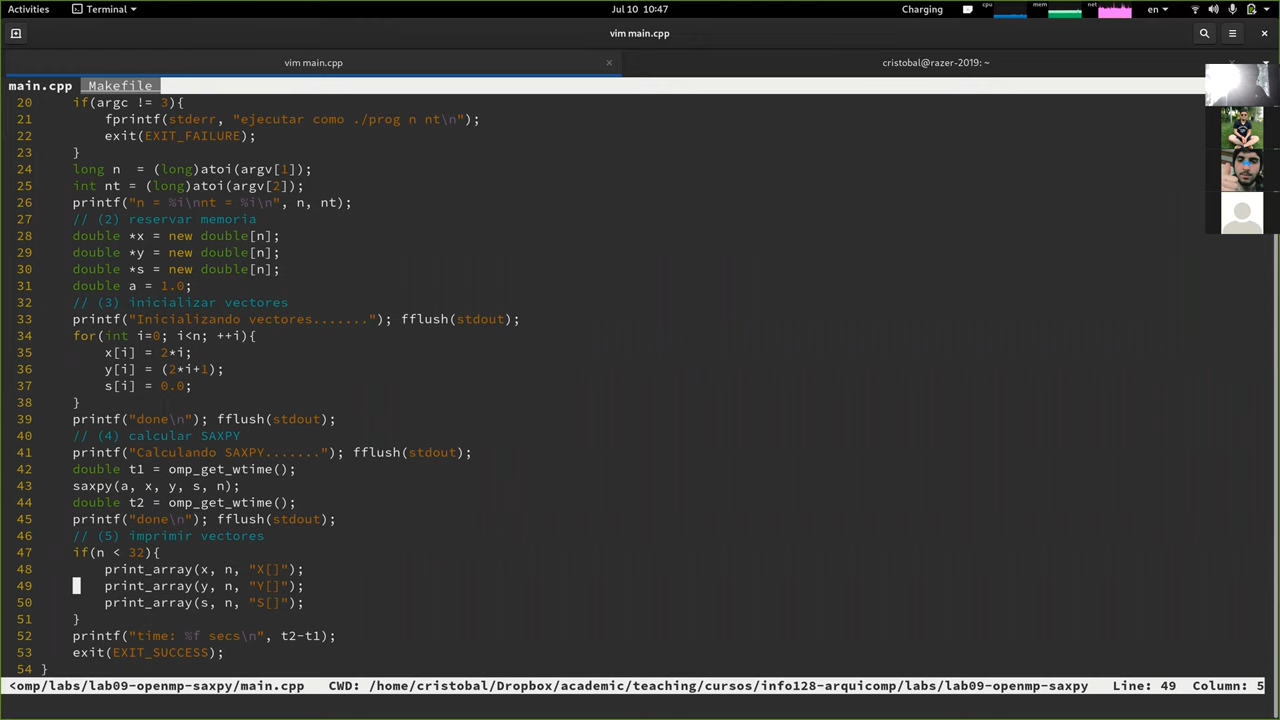 Activities Terminal Jul 10 10:47 Charging cpu mem net en
vim main.cpp
vim main.cpp cristobal@razer-2019: ~
main.cpp Makefile
20 if(argc != 3){
21 fprintf(stderr, "ejecutar como ./prog n nt\n");
22 exit(EXIT_FAILURE);
23 }
24 long n = (long)atoi(argv[1]);
25 int nt = (long)atoi(argv[2]);
26 printf("n = %i\nnt = %i\n", n, nt);
27 // (2) reservar memoria
28 double *x = new double[n];
29 double *y = new double[n];
30 double *s = new double[n];
31 double a = 1.0;
32 // (3) inicializar vectores
33 printf("Inicializando vectores.......");  fflush(stdout);
34 for(int i=0; i<n; ++i){
35 x[i] = 2*i;
36 y[i] = (2*i+1);
37 s[i] = 0.0;
38 }
39 printf("done\n"); fflush(stdout);
40 // (4) calcular SAXPY
41 printf("Calculando SAXPY......."); fflush(stdout);
42 double t1 = omp_get_wtime();
43 saxpy(a, x, y, s, n);
44 double t2 = omp_get_wtime();
45 printf("done\n"); fflush(stdout);
46 // (5) imprimir vectores
47 if(n < 32){
48 print_array(x, n, "X[]");
49 print_array(y, n, "Y[]");
50 print_array(s, n, "S[]");
51 }
52 printf("time: %f secs\n", t2-t1);
53 exit(EXIT_SUCCESS);
54 }
<omp/labs/lab09-openmp-saxpy/main.cpp CWD: /home/cristobal/Dropbox/academic/teaching/cursos/info128-arquicomp/labs/lab09-openmp-saxpy Line: 49 Column: 5